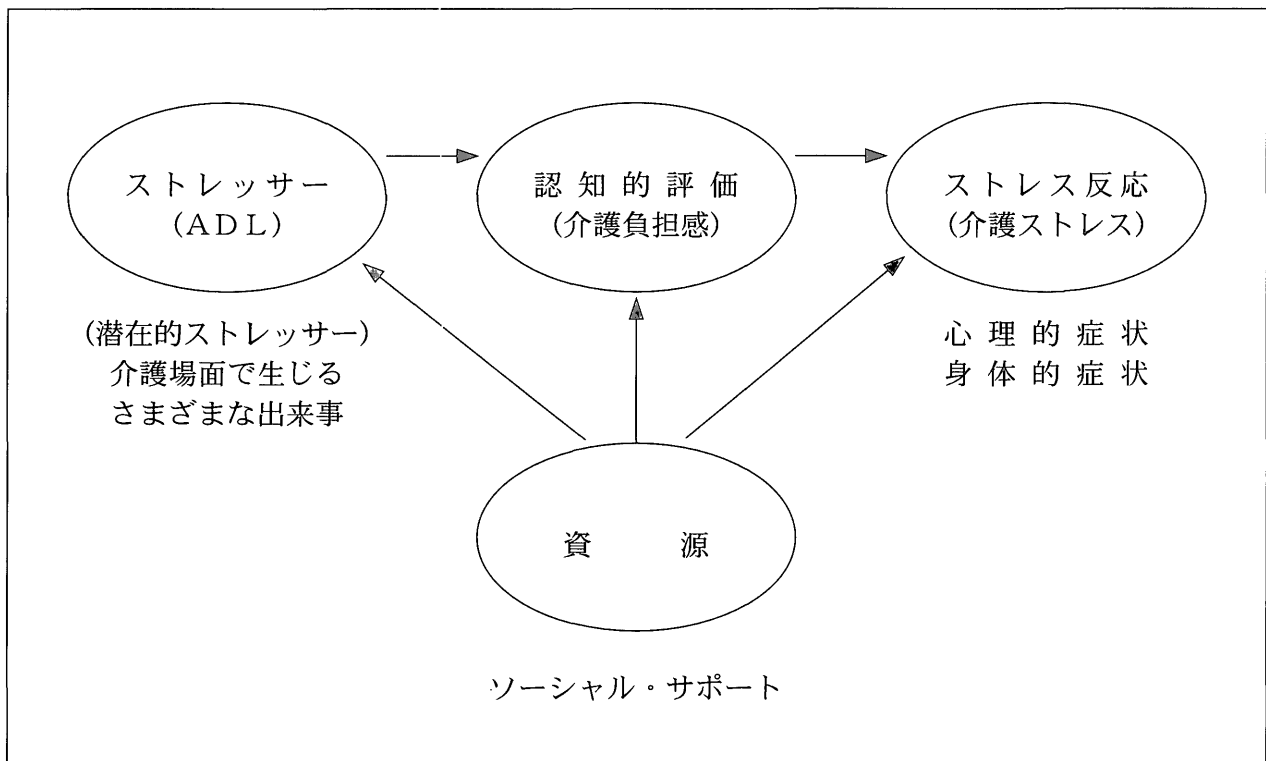 ストレッサー
(ADL)
認知的評価
(介護負担感)
ストレス反応
(介護ストレス)
(潜在的ストレッサー)
介護場面で生じる
さまざまな出来事
心理的症状
身体的症状
資源
ソーシャル・サポート